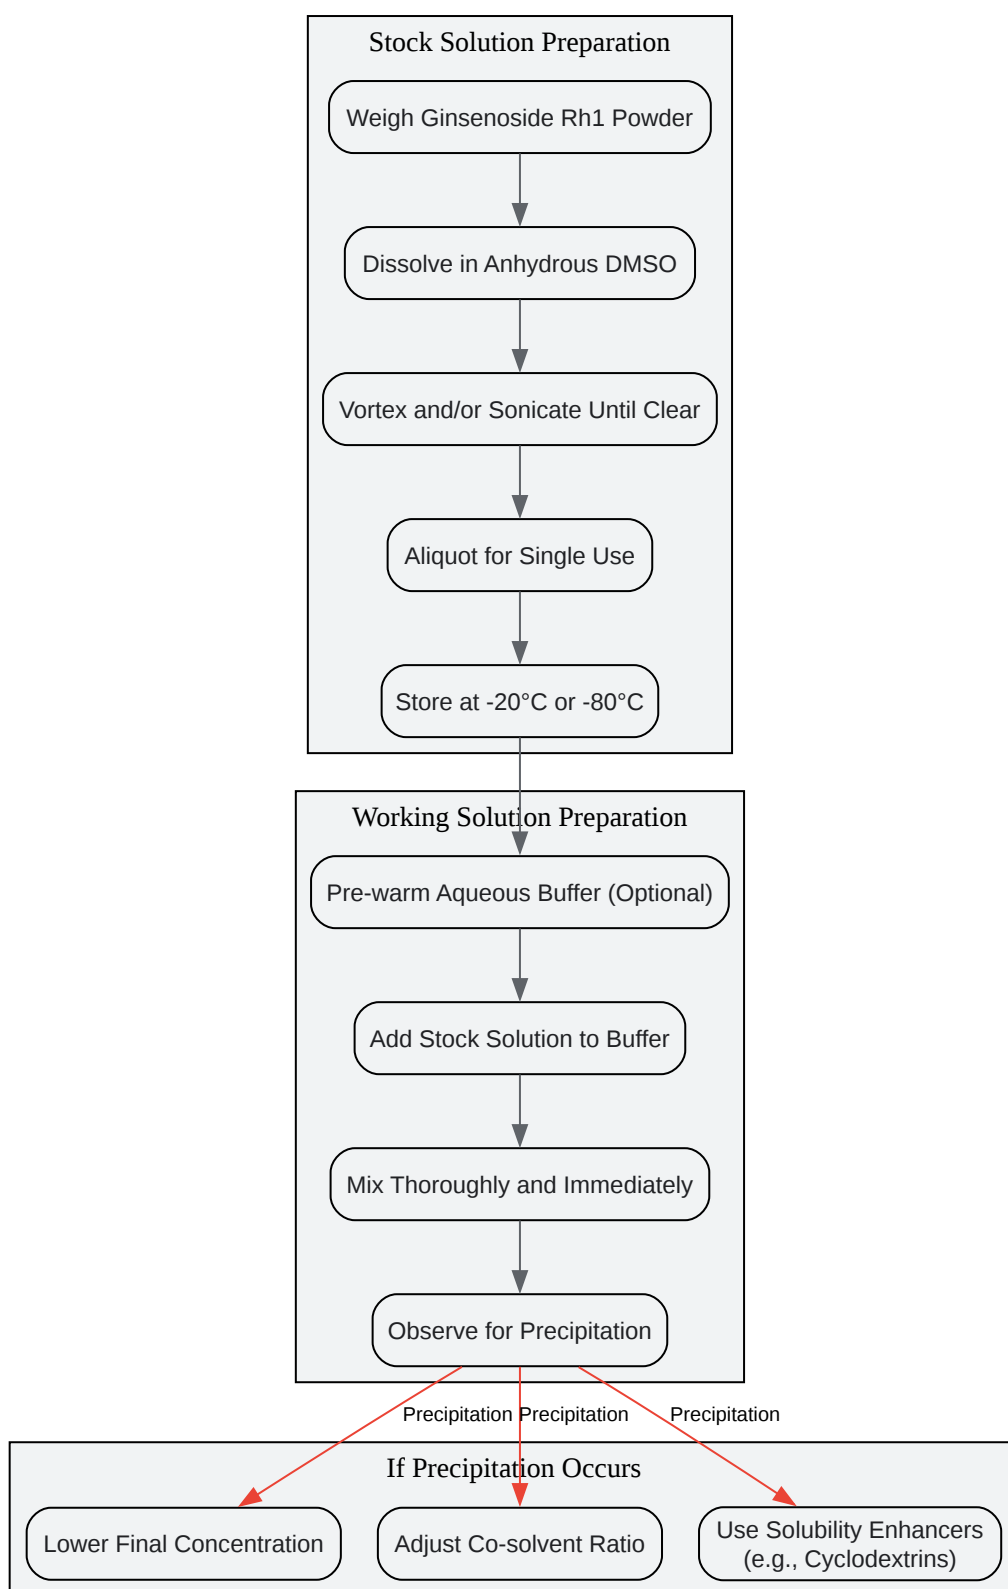 Stock Solution Preparation
Weigh Ginsenoside Rh1 Powder
Dissolve in Anhydrous DMSO
Vortex and/or Sonicate Until Clear
Aliquot for Single Use
Store at -20°C or -80°C
Working Solution Preparation
Pre-warm Aqueous Buffer (Optional)
Add Stock Solution to Buffer
Mix Thoroughly and Immediately
Observe for Precipitation
Precipitation
Precipitation
Precipitation
If Precipitation Occurs
Lower Final Concentration
Adjust Co-solvent Ratio
Use Solubility Enhancers
(e.g., Cyclodextrins)